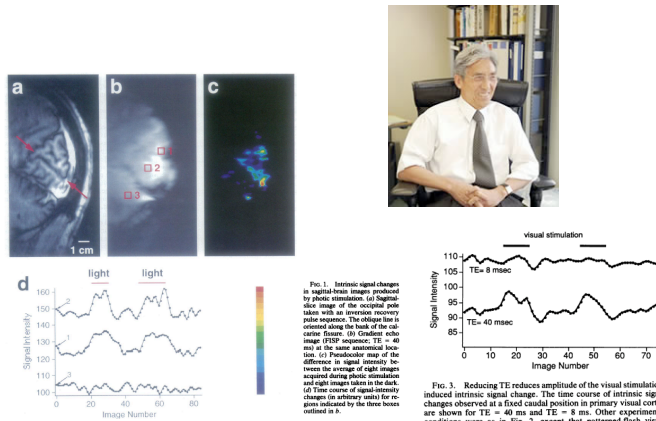 a
b
c
1
2
3
1 cm
d
light
light
Signal Intensity
160
150
140
130
120
110
100
2
1
3
0
20
40
60
80
Image Number
FIG. 1. Intrinsic signal changes
in sagittal-brain images produced
by photic stimulation. (a) Sagittal-
slice image of the occipital pole
taken with an inversion recovery
pulse sequence. The oblique line is
oriented along the bank of the cal-
carine fissure. (b) Gradient echo
image (FISP sequence; TE = 40
ms) at the same anatomical loca-
tion. (c) Pseudocolor map of the
difference in signal intensity be-
tween the average of eight images
acquired during photic stimulation
and eight images taken in the dark.
(d) Time course of signal-intensity
changes (in arbitrary units) for re-
gions indicated by the three boxes
outlined in b.
visual stimulation
Signal Intensity
110
105
100
95
90
85
TE= 8 msec
TE= 40 msec
0
10
20
30
40
50
60
70
Image Number
FIG. 3. Reducing TE reduces amplitude of the visual stimulatio
induced intrinsic signal change. The time course of intrinsic sign
changes observed at a fixed caudal position in primary visual cort
are shown for TE = 40 ms and TE = 8 ms. Other experimen
conditions were as in Fig. 2, except that patterned-flash visu